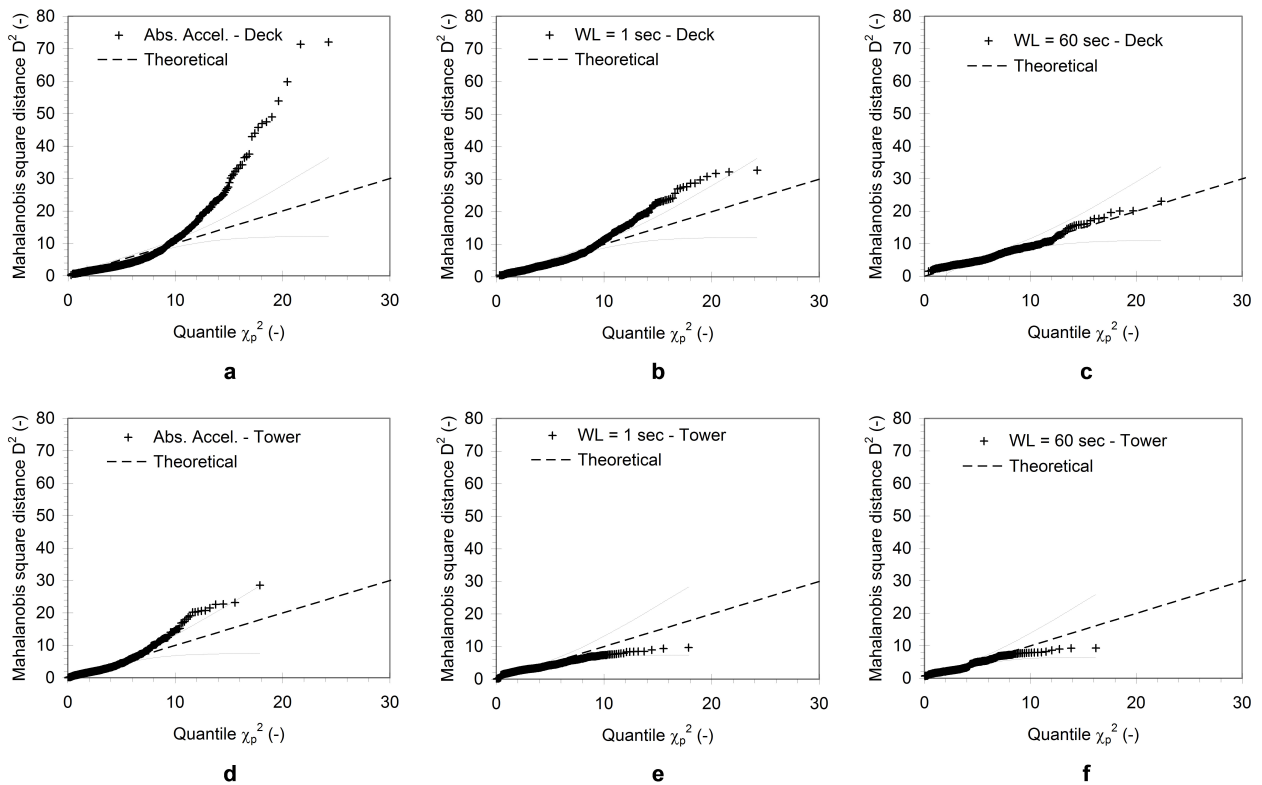 Mahalanobis square distance D² (-)
80
70
60
50
40
30
20
10
0
+ Abs. Accel. - Deck
Theoretical
0 10 20 30
Quantile χp² (-)
a
Mahalanobis square distance D² (-)
80
70
60
50
40
30
20
10
0
+ WL = 1 sec - Deck
Theoretical
0 10 20 30
Quantile χp² (-)
b
Mahalanobis square distance D² (-)
80
70
60
50
40
30
20
10
0
+ WL = 60 sec - Deck
Theoretical
0 10 20 30
Quantile χp² (-)
c
Mahalanobis square distance D² (-)
80
70
60
50
40
30
20
10
0
+ Abs. Accel. - Tower
Theoretical
0 10 20 30
Quantile χp² (-)
d
Mahalanobis square distance D² (-)
80
70
60
50
40
30
20
10
0
+ WL = 1 sec - Tower
Theoretical
0 10 20 30
Quantile χp² (-)
e
Mahalanobis square distance D² (-)
80
70
60
50
40
30
20
10
0
+ WL = 60 sec - Tower
Theoretical
0 10 20 30
Quantile χp² (-)
f